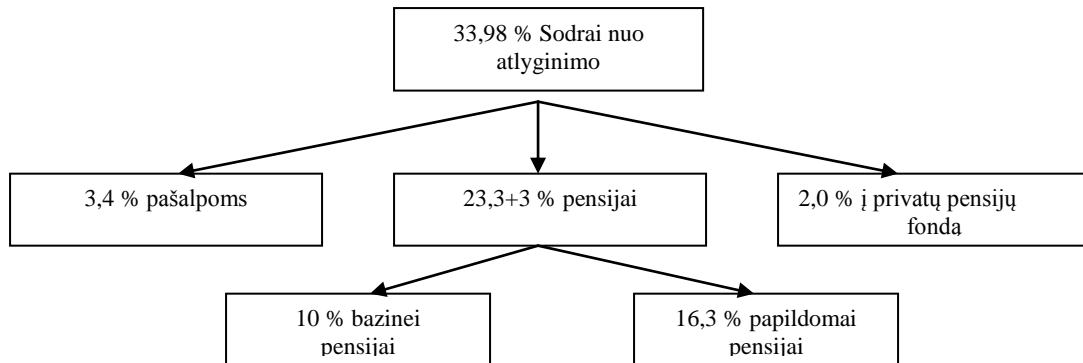 33,98 % Sodrai nuo
atlyginimo
3,4 % pašalpoms
23,3+3 % pensijai
2,0 % į privatų pensijų
fondą
10 % bazinei
pensijai
16,3 % papildomai
pensijai